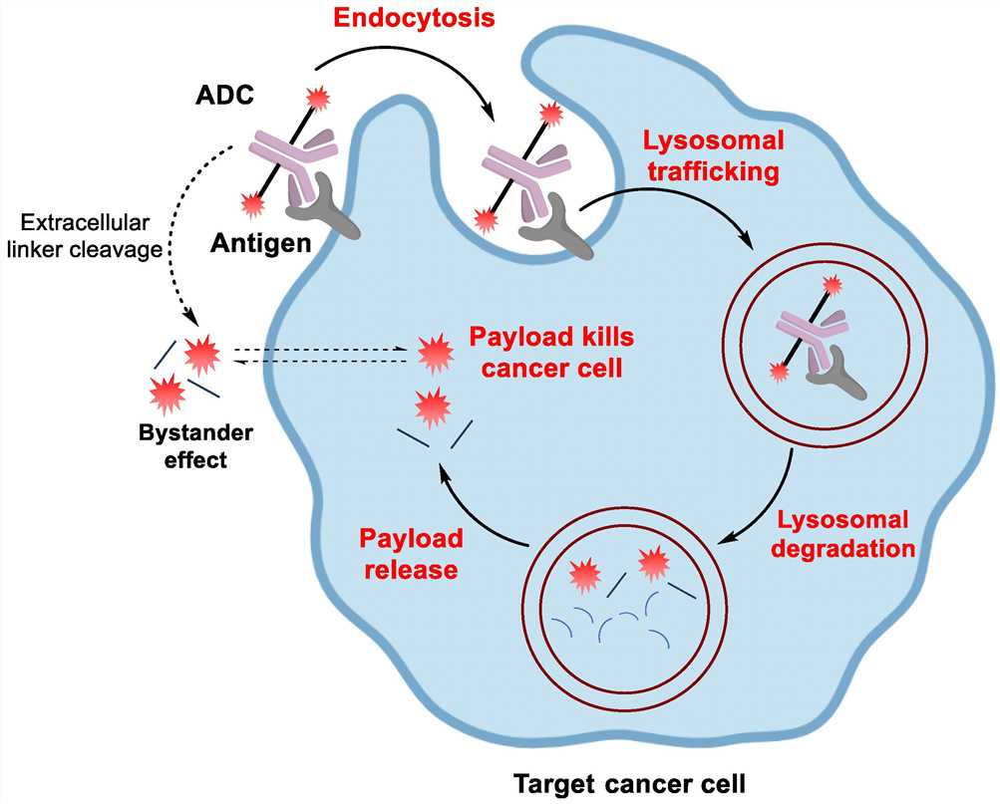 Endocytosis
ADC
Lysosomal
trafficking
Extracellular
linker cleavage
Antigen
Payload kills
cancer cell
Bystander
effect
Lysosomal
degradation
Payload
release
Target cancer cell